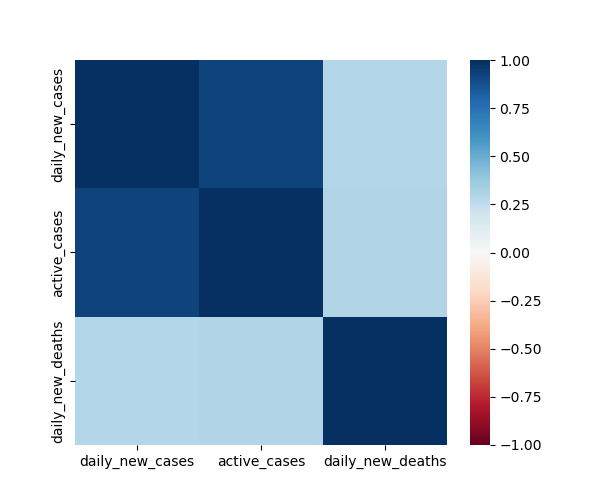 daily_new_cases
active_cases
daily_new_deaths
daily_new_cases
active_cases
daily_new_deaths
1.00
0.75
0.50
0.25
0.00
−0.25
−0.50
−0.75
−1.00